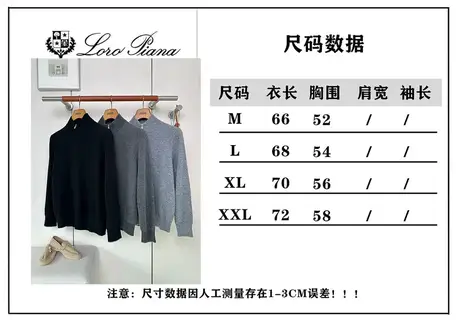 Loro Piana
尺码数据
尺码 衣长 胸围 肩宽 袖长
M 66 52 / /
L 68 54 / /
XL 70 56 / /
XXL 72 58 / /
注意：尺寸数据因人工测量存在1-3CM误差！！！